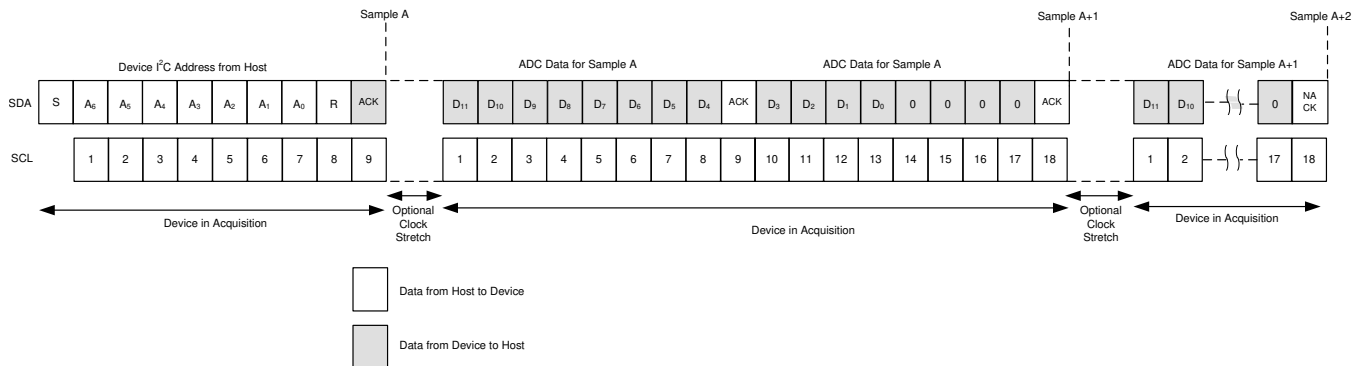 Sample A
Sample A+1
Sample A+2
Device I²C Address from Host
ADC Data for Sample A
ADC Data for Sample A
ADC Data for Sample A+1
SDA S A₆ A₅ A₄ A₃ A₂ A₁ A₀ R ACK D₁₁ D₁₀ D₉ D₈ D₇ D₆ D₅ D₄ ACK D₃ D₂ D₁ D₀ 0 0 0 0 ACK D₁₁ D₁₀ 0 NA
CK
SCL 1 2 3 4 5 6 7 8 9 1 2 3 4 5 6 7 8 9 10 11 12 13 14 15 16 17 18 1 2 17 18
Device in Acquisition
Optional
Clock
Stretch
Device in Acquisition
Optional
Clock
Stretch
Device in Acquisition
Data from Host to Device
Data from Device to Host